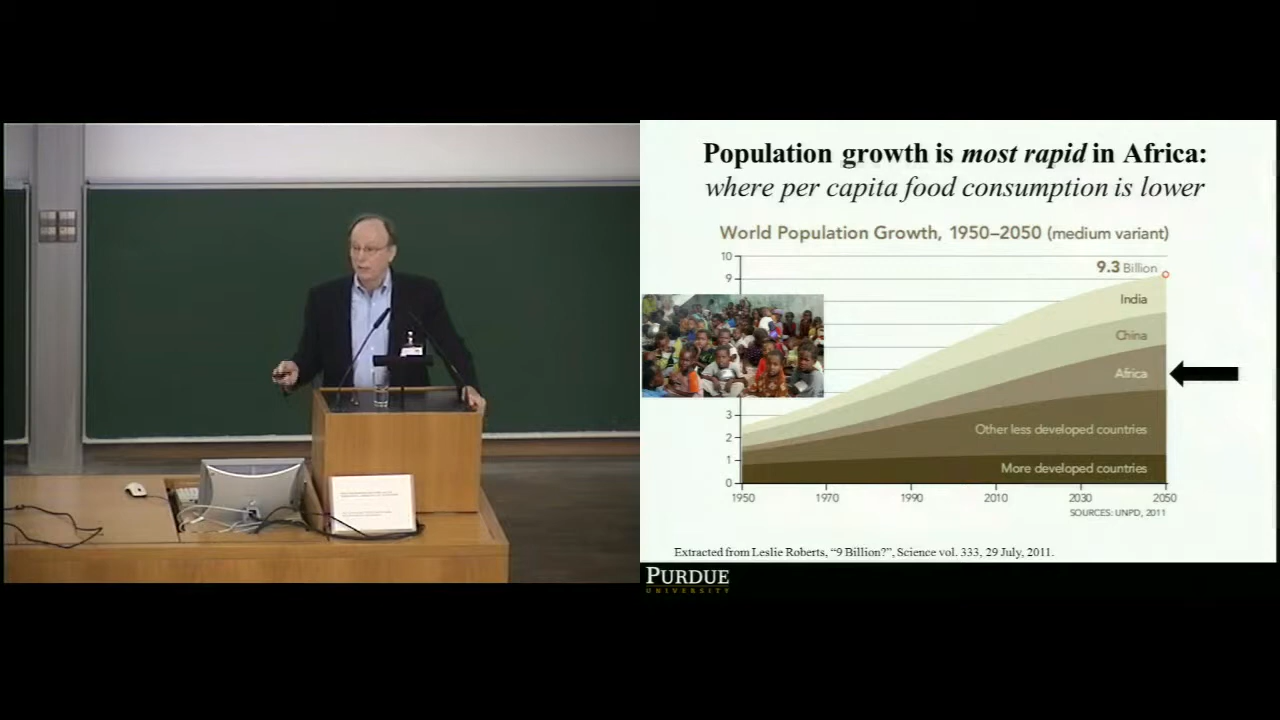 Population growth is most rapid in Africa:
where per capita food consumption is lower
World Population Growth, 1950–2050 (medium variant)
10
9
9.3 Billion
India
China
Africa
3
2
1
0
Other less developed countries
More developed countries
1950
1970
1990
2010
2030
2050
SOURCES: UNPD, 2011
Extracted from Leslie Roberts, “9 Billion?”, Science vol. 333, 29 July, 2011.
PURDUE
UNIVERSITY